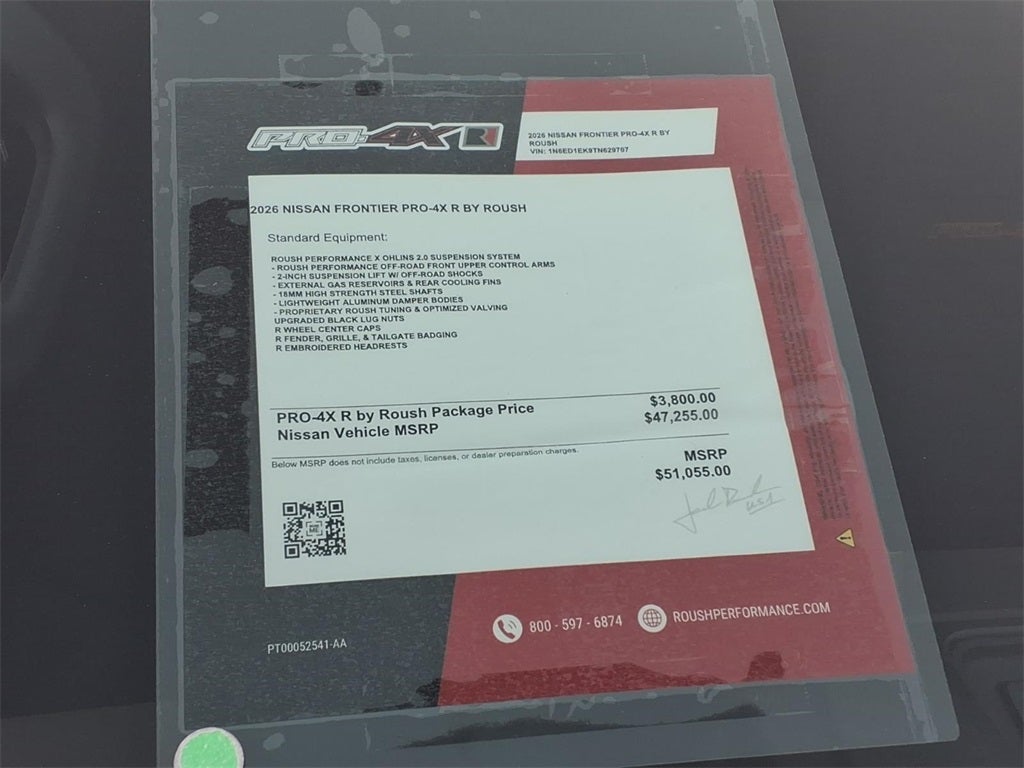 PRO-4X R
2026 NISSAN FRONTIER PRO-4X R BY
ROUSH
VIN: 1N6ED1EK9TN629707
2026 NISSAN FRONTIER PRO-4X R BY ROUSH
Standard Equipment:
ROUSH PERFORMANCE X OHLINS 2.0 SUSPENSION SYSTEM
- ROUSH PERFORMANCE OFF-ROAD FRONT UPPER CONTROL ARMS
- 2-INCH SUSPENSION LIFT W/ OFF-ROAD SHOCKS
- EXTERNAL GAS RESERVOIRS & REAR COOLING FINS
- 18MM HIGH STRENGTH STEEL SHAFTS
- LIGHTWEIGHT ALUMINUM DAMPER BODIES
- PROPRIETARY ROUSH TUNING & OPTIMIZED VALVING
UPGRADED BLACK LUG NUTS
R WHEEL CENTER CAPS
R FENDER, GRILLE, & TAILGATE BADGING
R EMBROIDERED HEADRESTS
PRO-4X R by Roush Package Price $3,800.00
Nissan Vehicle MSRP $47,255.00
Below MSRP does not include taxes, licenses, or dealer preparation charges.
MSRP
$51,055.00
800 - 597 - 6874
ROUSHPERFORMANCE.COM
PT00052541-AA